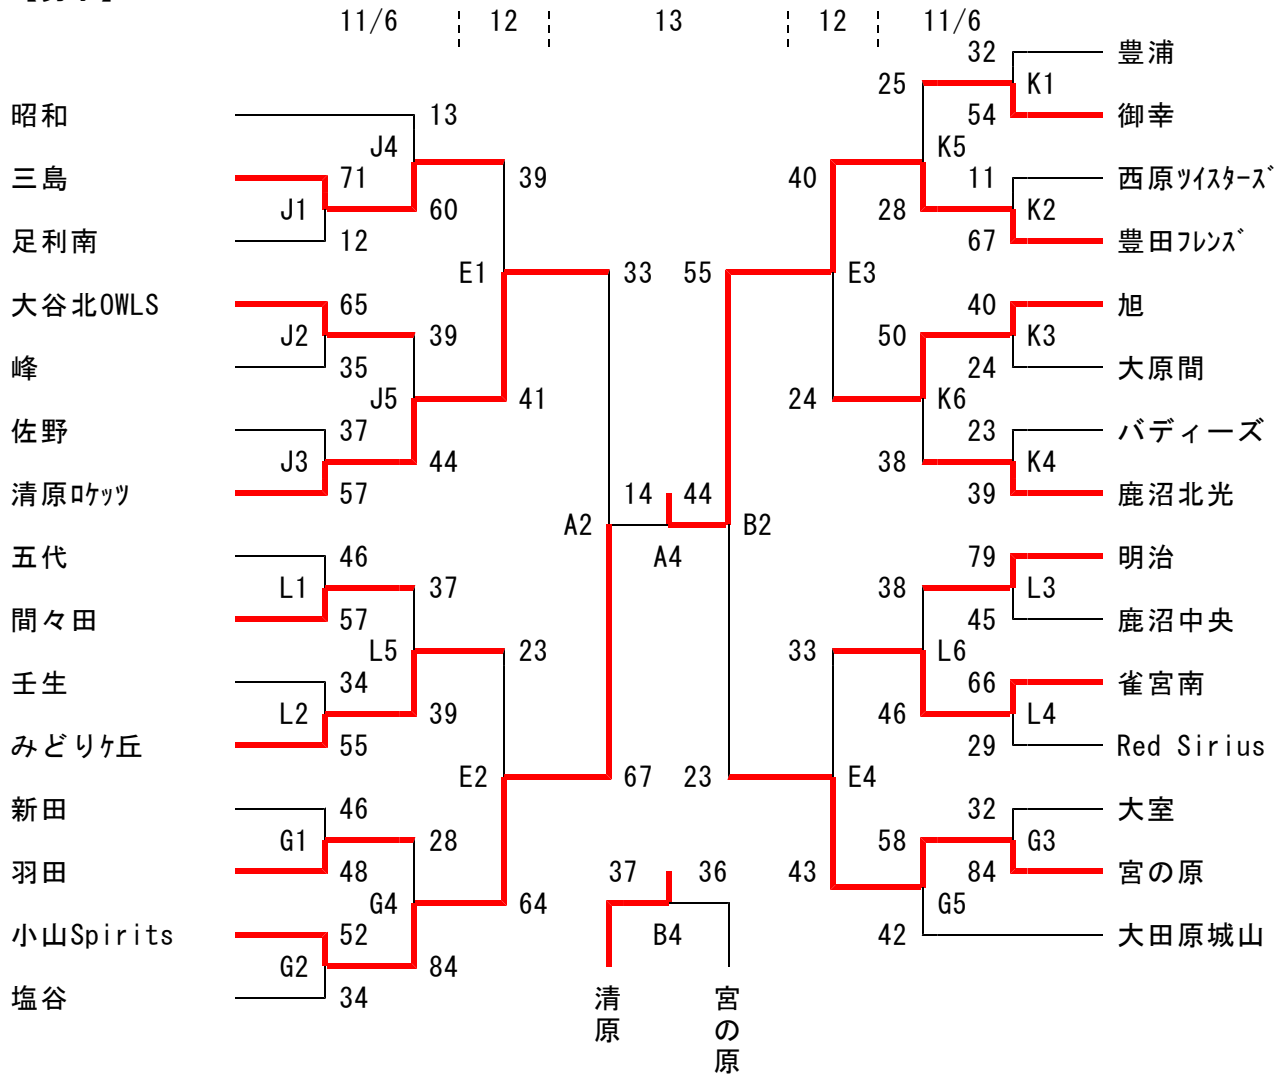 11/6 12 13 12 11/6
32 豊浦
25 K1
昭和 13 54 御幸
J4 K5
三島 71 39 40 11 西原ﾂｲｽﾀｰｽﾞ
J1 60 28 K2
足利南 12 67 豊田ﾌﾚﾝｽﾞ
E1 33 55 E3
大谷北OWLS 65 40 旭
J2 39 50 K3
峰 35 24 大原間
J5 41 24 K6
佐野 37 23 バディーズ
J3 44 38 K4
清原ﾛｹｯﾂ 57 14 44 39 鹿沼北光
A2 B2
五代 46 A4 79 明治
L1 37 38 L3
間々田 57 45 鹿沼中央
L5 23 33 L6
壬生 34 66 雀宮南
L2 39 46 L4
みどりｹ丘 55 29 Red Sirius
E2 67 23 E4
新田 46 32 大室
G1 28 58 G3
羽田 48 37 36 43 84 宮の原
G4 64 G5
小山Spirits 52 B4 42 大田原城山
G2 84
塩谷 34
清原
宮の原